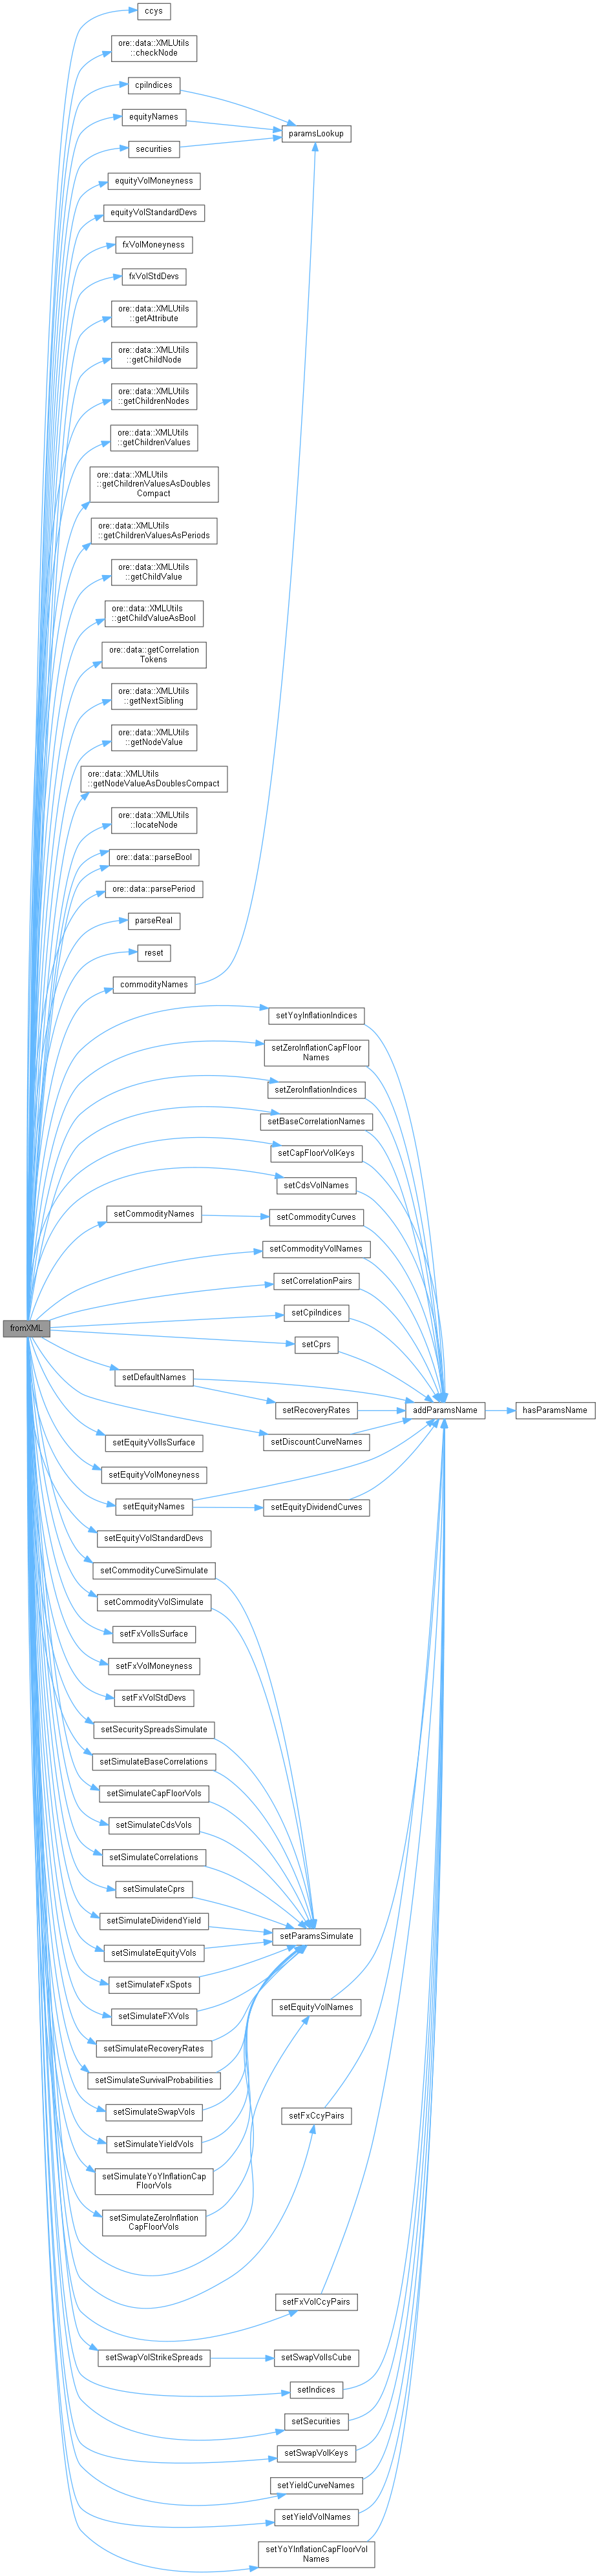 ccys
ore::data::XMLUtils
::checkNode
cpiIndices
equityNames
paramsLookup
securities
equityVolMoneyness
equityVolStandardDevs
fxVolMoneyness
fxVolStdDevs
ore::data::XMLUtils
::getAttribute
ore::data::XMLUtils
::getChildNode
ore::data::XMLUtils
::getChildrenNodes
ore::data::XMLUtils
::getChildrenValues
ore::data::XMLUtils
::getChildrenValuesAsDoubles
Compact
ore::data::XMLUtils
::getChildrenValuesAsPeriods
ore::data::XMLUtils
::getChildValue
ore::data::XMLUtils
::getChildValueAsBool
ore::data::getCorrelation
Tokens
ore::data::XMLUtils
::getNextSibling
ore::data::XMLUtils
::getNodeValue
ore::data::XMLUtils
::getNodeValueAsDoublesCompact
ore::data::XMLUtils
::locateNode
ore::data::parseBool
ore::data::parsePeriod
parseReal
reset
commodityNames
setYoyInflationIndices
setZeroInflationCapFloor
Names
setZeroInflationIndices
setBaseCorrelationNames
setCapFloorVolKeys
setCdsVolNames
setCommodityNames
setCommodityCurves
setCommodityVolNames
setCorrelationPairs
setCpiIndices
fromXML
setCprs
setDefaultNames
setRecoveryRates
addParamsName
hasParamsName
setDiscountCurveNames
setEquityVolIsSurface
setEquityVolMoneyness
setEquityNames
setEquityDividendCurves
setEquityVolStandardDevs
setCommodityCurveSimulate
setCommodityVolSimulate
setFxVolIsSurface
setFxVolMoneyness
setFxVolStdDevs
setSecuritySpreadsSimulate
setSimulateBaseCorrelations
setSimulateCapFloorVols
setSimulateCdsVols
setSimulateCorrelations
setSimulateCprs
setSimulateDividendYield
setParamsSimulate
setSimulateEquityVols
setSimulateFxSpots
setEquityVolNames
setSimulateFXVols
setSimulateRecoveryRates
setSimulateSurvivalProbabilities
setSimulateSwapVols
setFxCcyPairs
setSimulateYieldVols
setSimulateYoYInflationCap
FloorVols
setSimulateZeroInflation
CapFloorVols
setFxVolCcyPairs
setSwapVolStrikeSpreads
setSwapVolIsCube
setIndices
setSecurities
setSwapVolKeys
setYieldCurveNames
setYieldVolNames
setYoYInflationCapFloorVol
Names